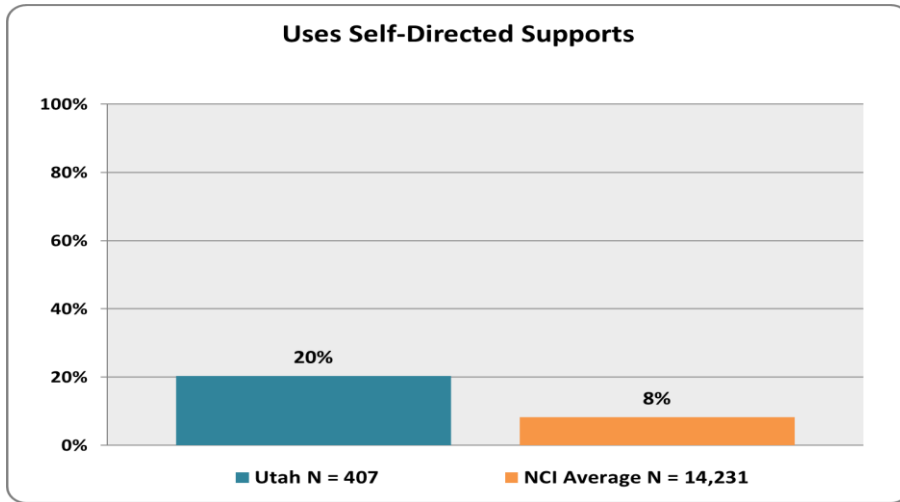 Uses Self-Directed Supports
100%
80%
60%
40%
20%
0%
20%
8%
Utah N = 407
NCI Average N = 14,231